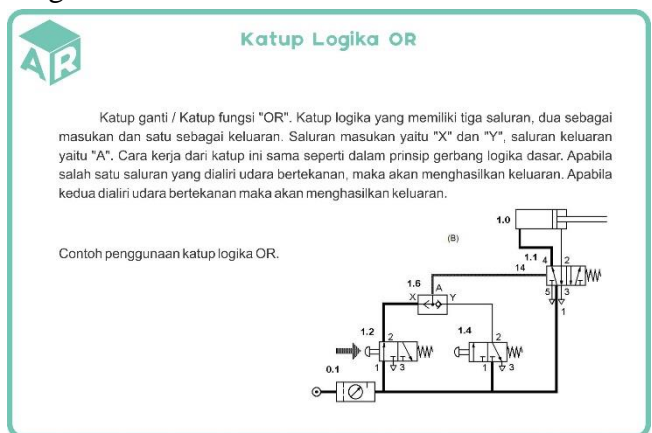 AR
Katup Logika OR
Katup ganti / Katup fungsi "OR". Katup logika yang memiliki tiga saluran, dua sebagai
masukan dan satu sebagai keluaran. Saluran masukan yaitu "X" dan "Y", saluran keluaran
yaitu "A". Cara kerja dari katup ini sama seperti dalam prinsip gerbang logika dasar. Apabila
salah satu saluran yang dialiri udara bertekanan, maka akan menghasilkan keluaran. Apabila
kedua dialiri udara bertekanan maka akan menghasilkan keluaran.
Contoh penggunaan katup logika OR.
(B)
1.0
1.1
4 2
14
5 3
1
1.6
A
X Y
1.2
2
1 3
1.4
2
1 3
0.1